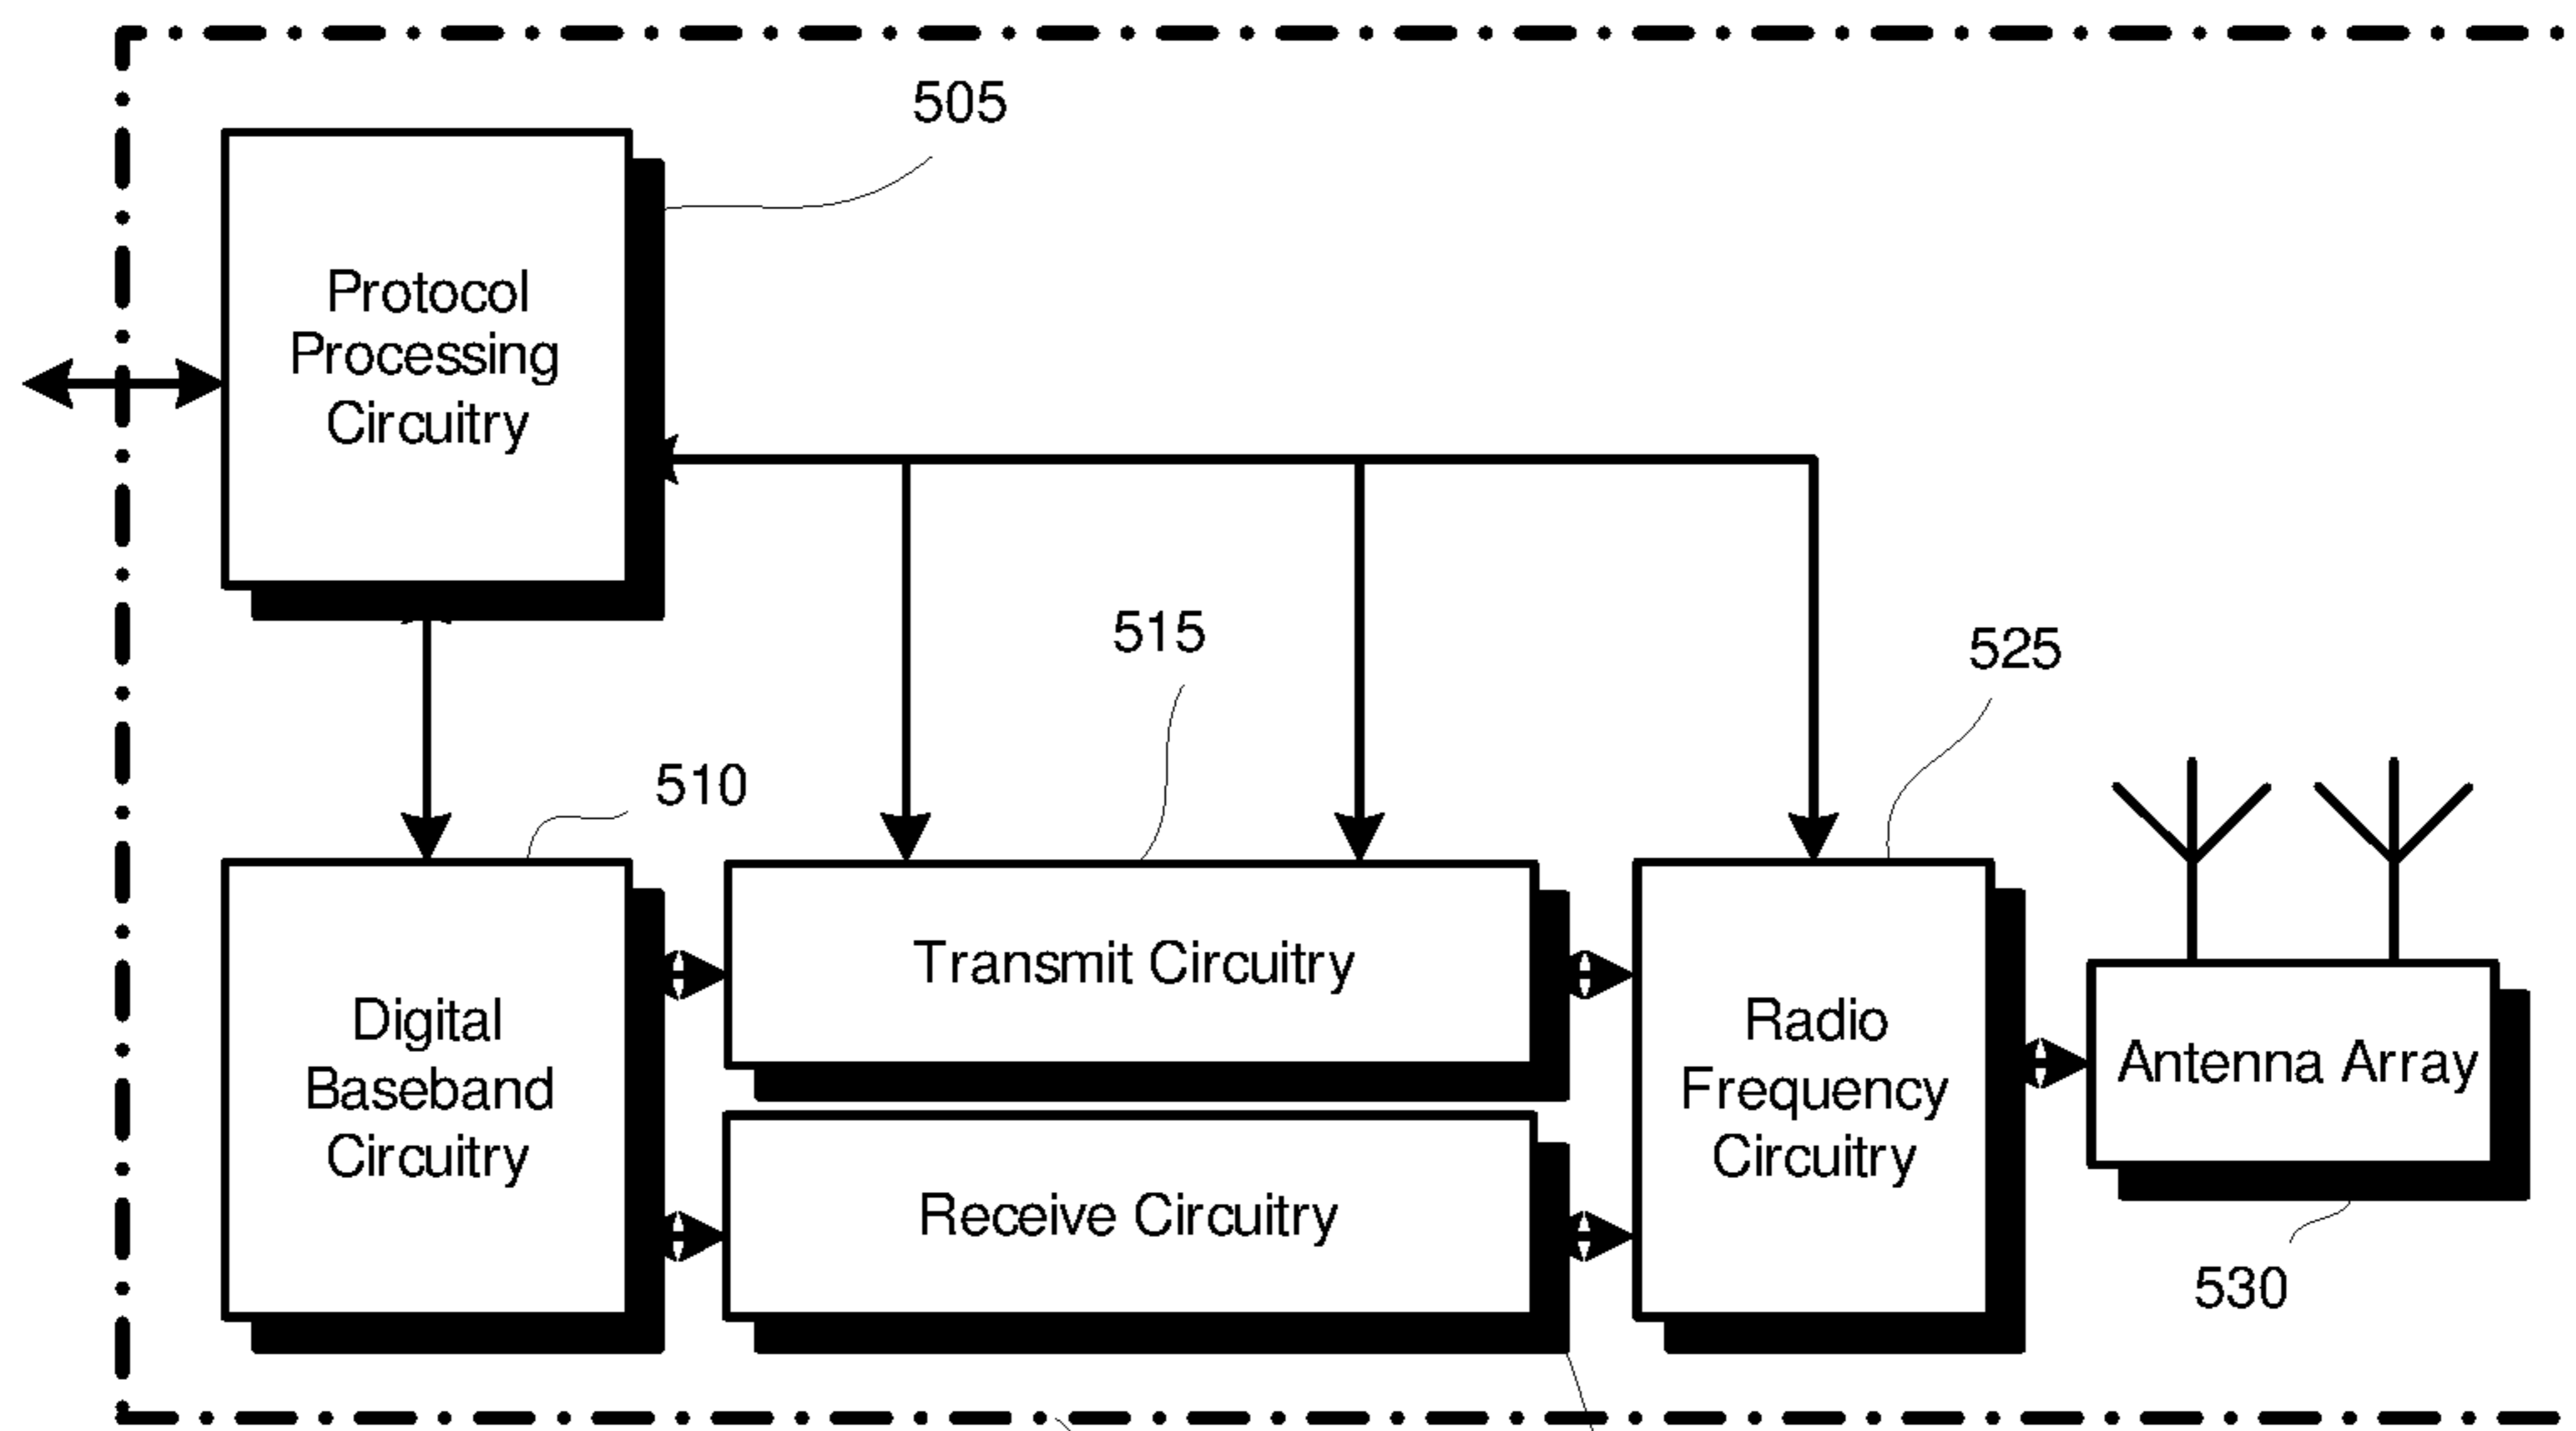 505
Protocol
Processing
Circuitry
515
525
510
Transmit Circuitry
Digital
Baseband
Circuitry
Radio
Frequency
Circuitry
Antenna Array
Receive Circuitry
530